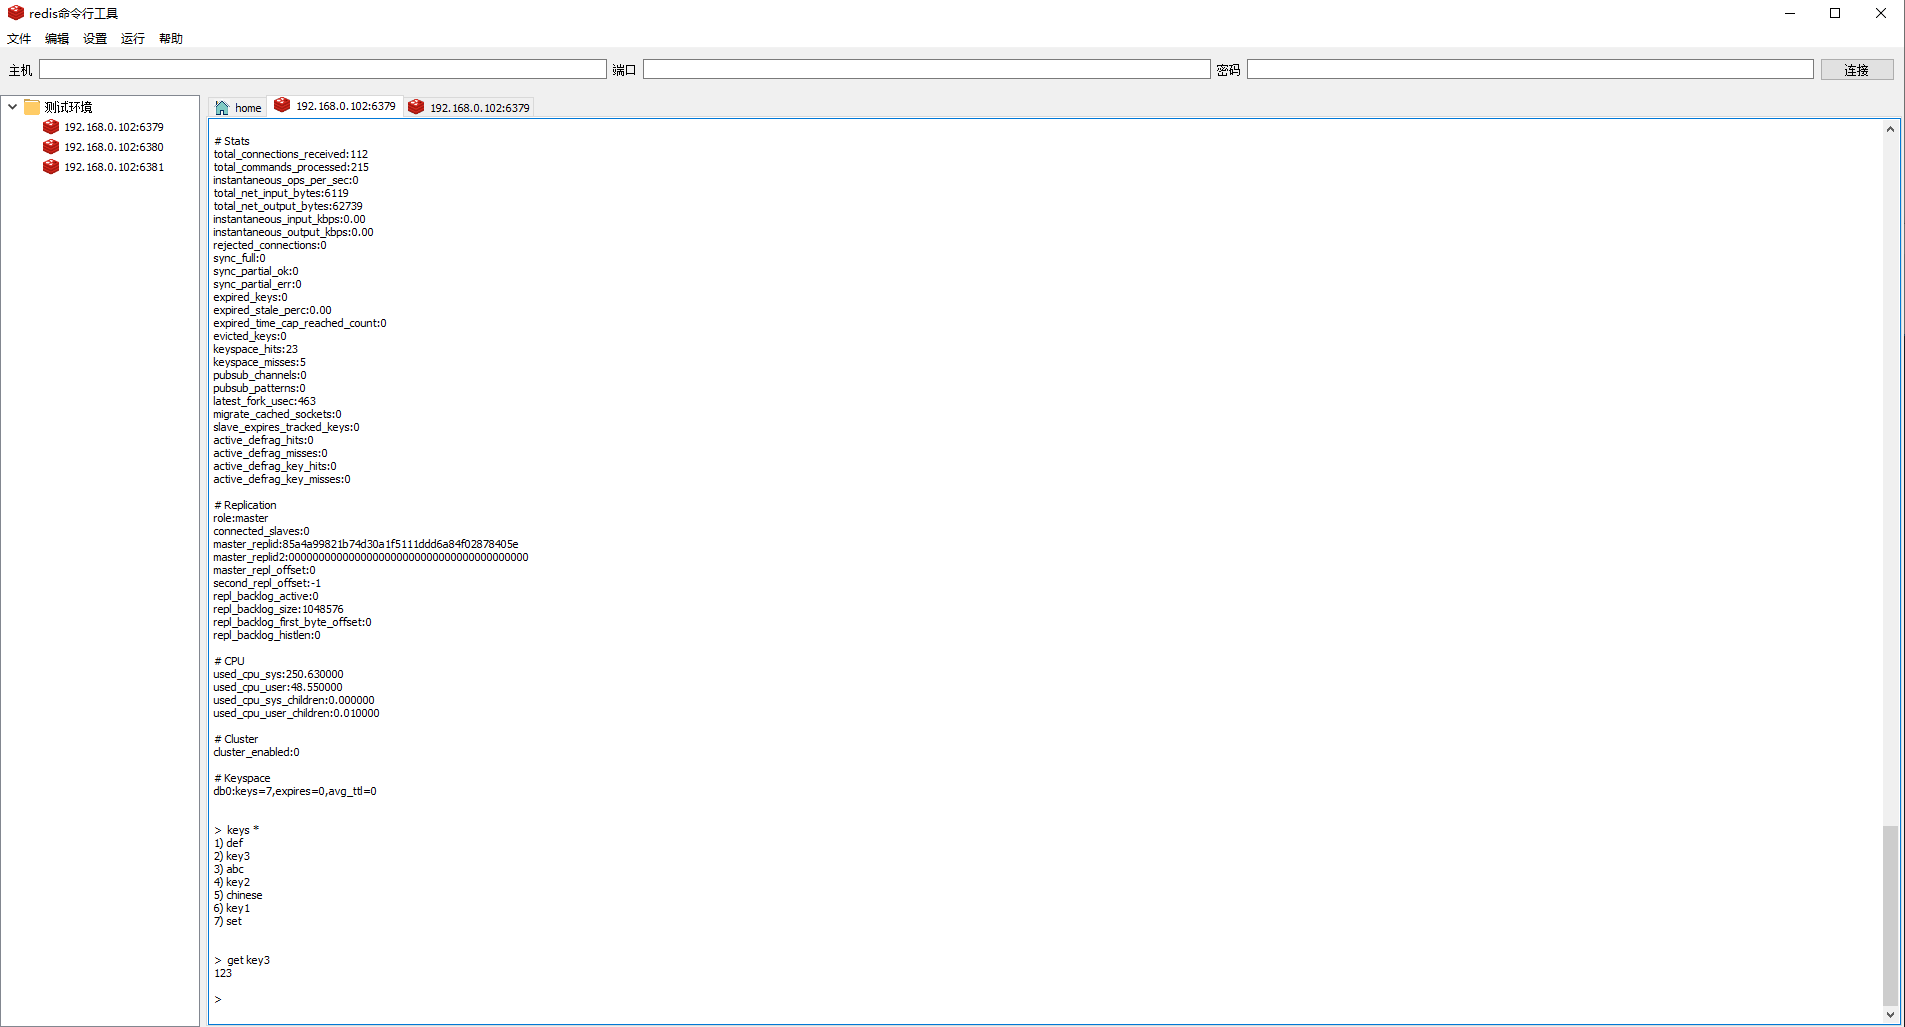 redis命令行工具
文件 编辑 设置 运行 帮助
主机 端口 密码 连接
测试环境
192.168.0.102:6379
192.168.0.102:6380
192.168.0.102:6381
home 192.168.0.102:6379 192.168.0.102:6379
# Stats
total_connections_received:112
total_commands_processed:215
instantaneous_ops_per_sec:0
total_net_input_bytes:6119
total_net_output_bytes:62739
instantaneous_input_kbps:0.00
instantaneous_output_kbps:0.00
rejected_connections:0
sync_full:0
sync_partial_ok:0
sync_partial_err:0
expired_keys:0
expired_stale_perc:0.00
expired_time_cap_reached_count:0
evicted_keys:0
keyspace_hits:23
keyspace_misses:5
pubsub_channels:0
pubsub_patterns:0
latest_fork_usec:463
migrate_cached_sockets:0
slave_expires_tracked_keys:0
active_defrag_hits:0
active_defrag_misses:0
active_defrag_key_hits:0
active_defrag_key_misses:0
# Replication
role:master
connected_slaves:0
master_replid:85a4a99821b74d30a1f5111ddd6a84f02878405e
master_replid2:0000000000000000000000000000000000000000
master_repl_offset:0
second_repl_offset:-1
repl_backlog_active:0
repl_backlog_size:1048576
repl_backlog_first_byte_offset:0
repl_backlog_histlen:0
# CPU
used_cpu_sys:250.630000
used_cpu_user:48.550000
used_cpu_sys_children:0.000000
used_cpu_user_children:0.010000
# Cluster
cluster_enabled:0
# Keyspace
db0:keys=7,expires=0,avg_ttl=0
> keys *
1) def
2) key3
3) abc
4) key2
5) chinese
6) key1
7) set
> get key3
123
>